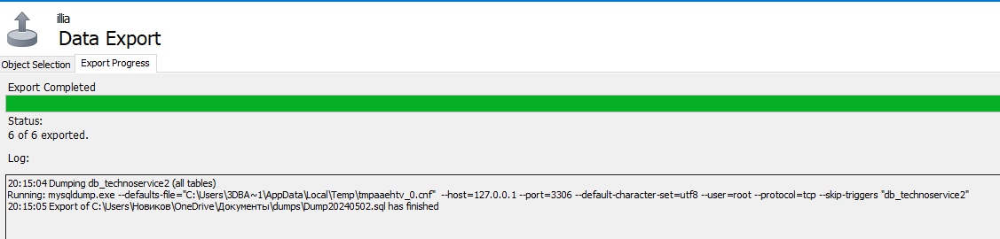 illia
Data Export
Object Selection
Export Progress
Export Completed
Status:
6 of 6 exported.
Log:
20:15:04 Dumping db_technoservice2 (all tables)
Running: mysqldump.exe --defaults-file="C:\Users\3DBA~1\AppData\Local\Temp\tmpaaehtv_0.cnf"  --host=127.0.0.1 --port=3306 --default-character-set=utf8 --user=root --protocol=tcp --skip-triggers "db_technoservice2"
20:15:05 Export of C:\Users\Новиков\OneDrive\Документы\dumps\Dump20240502.sql has finished